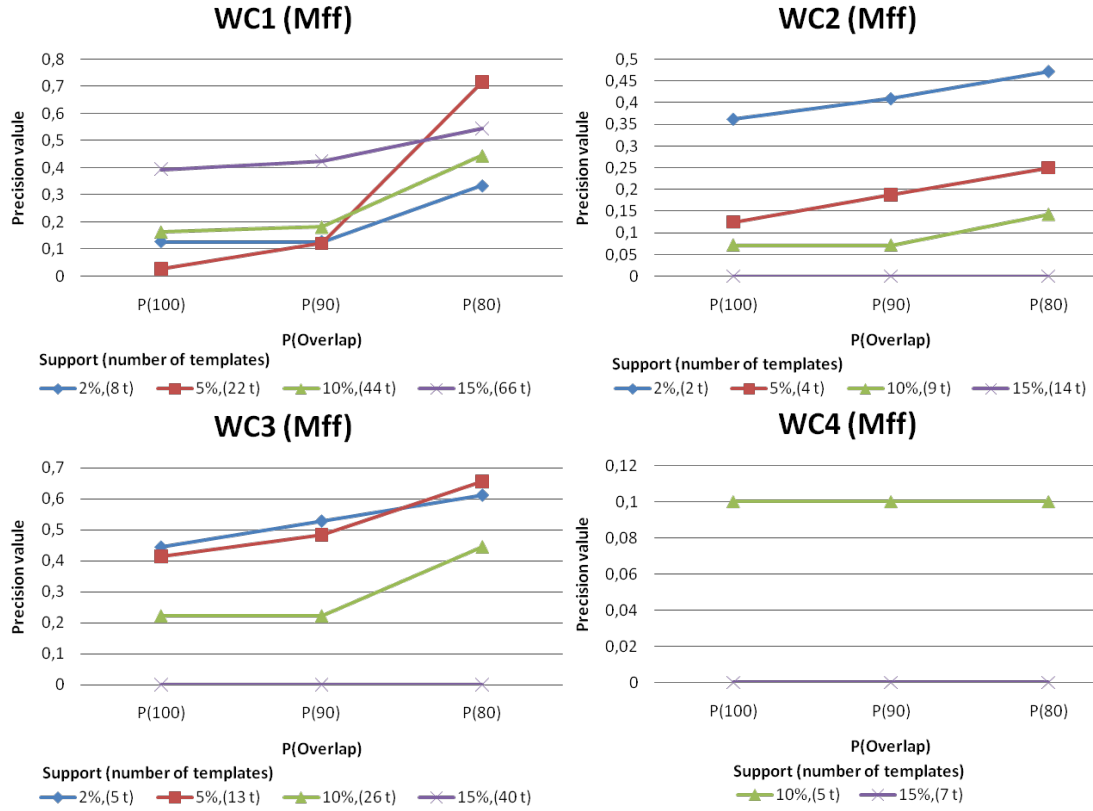 WC1 (Mff)
0,8
0,7
0,6
0,5
0,4
0,3
0,2
0,1
0
Precision valule
P(100) P(90) P(80)
P(Overlap)
Support (number of templates)
2%,(8 t) 5%,(22 t) 10%,(44 t) 15%,(66 t)
WC2 (Mff)
0,5
0,45
0,4
0,35
0,3
0,25
0,2
0,15
0,1
0,05
0
Precision valule
P(100) P(90) P(80)
P(Overlap)
Support (number of templates)
2%,(2 t) 5%,(4 t) 10%,(9 t) 15%,(14 t)
WC3 (Mff)
0,7
0,6
0,5
0,4
0,3
0,2
0,1
0
Precision valule
P(100) P(90) P(80)
P(Overlap)
Support (number of templates)
2%,(5 t) 5%,(13 t) 10%,(26 t) 15%,(40 t)
WC4 (Mff)
0,12
0,1
0,08
0,06
0,04
0,02
0
Precision valule
P(100) P(90) P(80)
P(Overlap)
Support (number of templates)
10%,(5 t) 15%,(7 t)